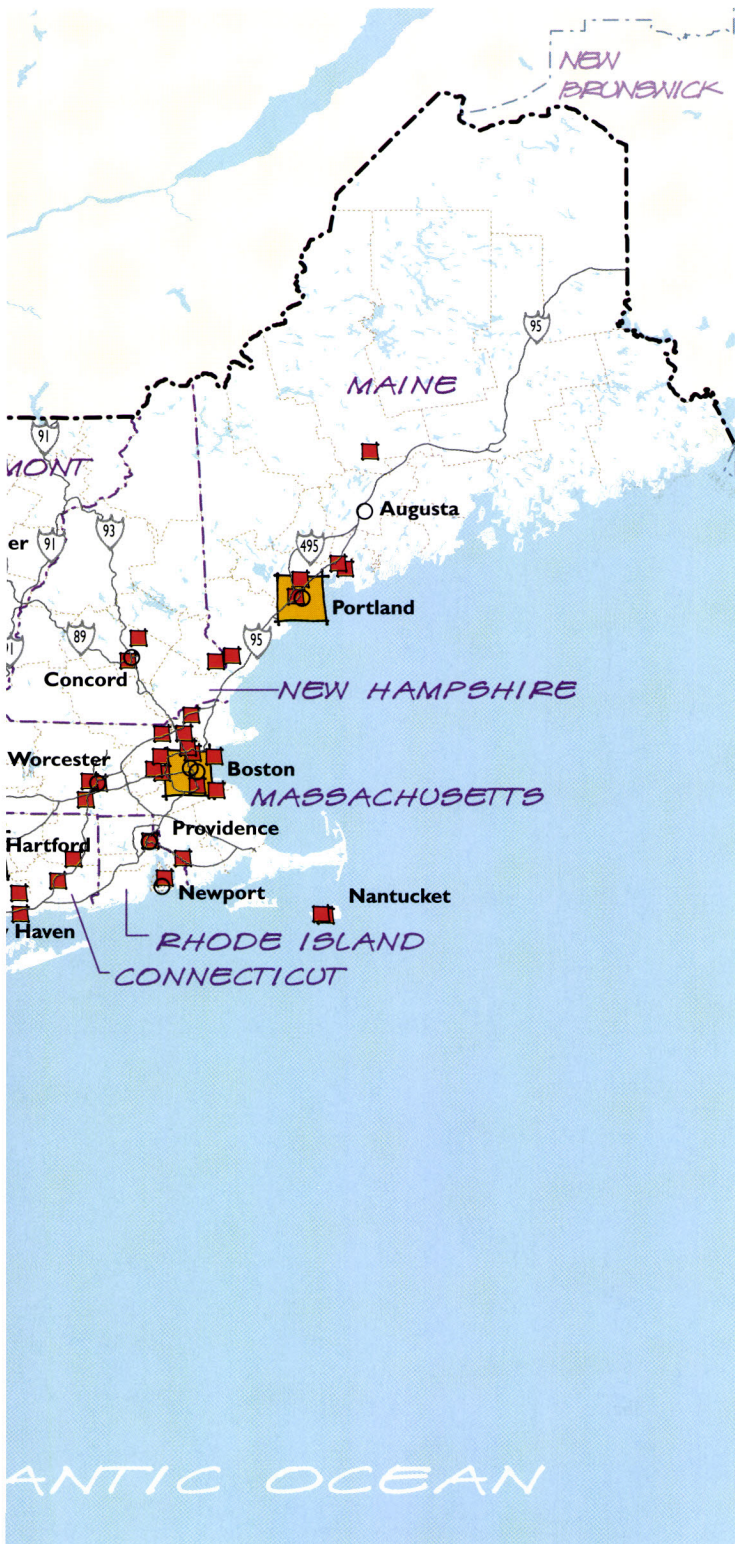 NEW
BRUNSWICK
95
MAINE
91
MONT
Augusta
er
91
93
495
Portland
89
95
91
Concord
NEW HAMPSHIRE
Worcester
Boston
MASSACHUSETTS
Providence
Hartford
Newport
Nantucket
Haven
RHODE ISLAND
CONNECTICUT
ANTIC OCEAN